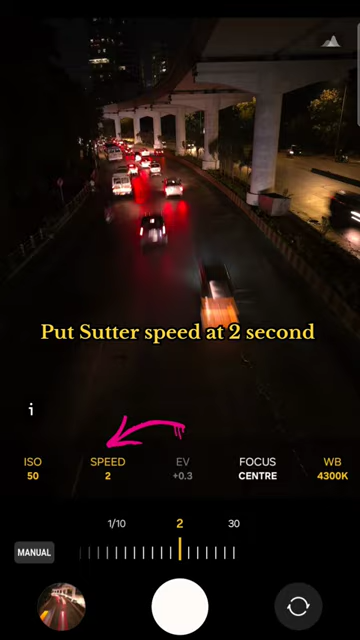 Put Sutter speed at 2 second
i
ISO SPEED EV FOCUS WB
50 2 +0.3 CENTRE 4300K
1/10 2 30
MANUAL